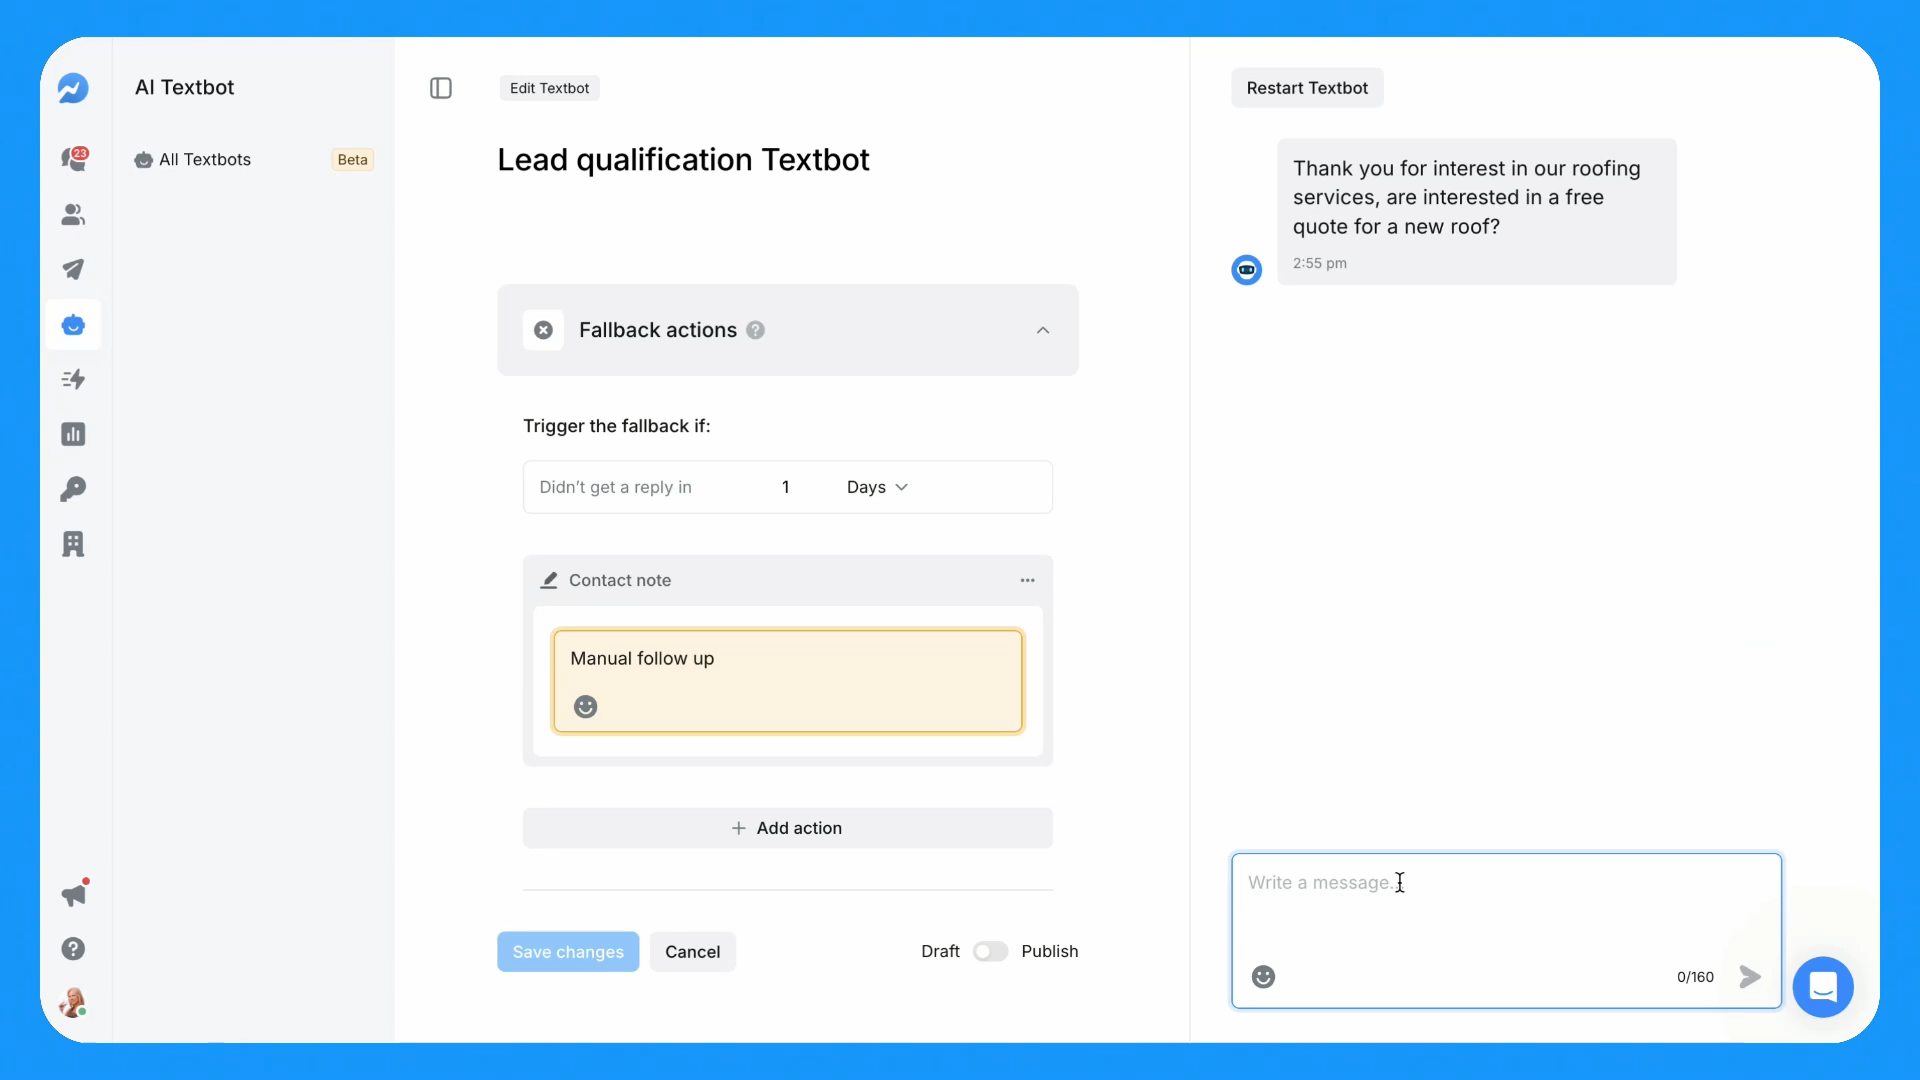 AI Textbot
Edit Textbot
Restart Textbot
23
All Textbots
Beta
Lead qualification Textbot
Thank you for interest in our roofing
services, are interested in a free
quote for a new roof?
2:55 pm
Fallback actions
?
Trigger the fallback if:
Didn’t get a reply in
1
Days
Contact note
Manual follow up
+ Add action
Write a message..
Save changes
Cancel
Draft
Publish
0/160
?